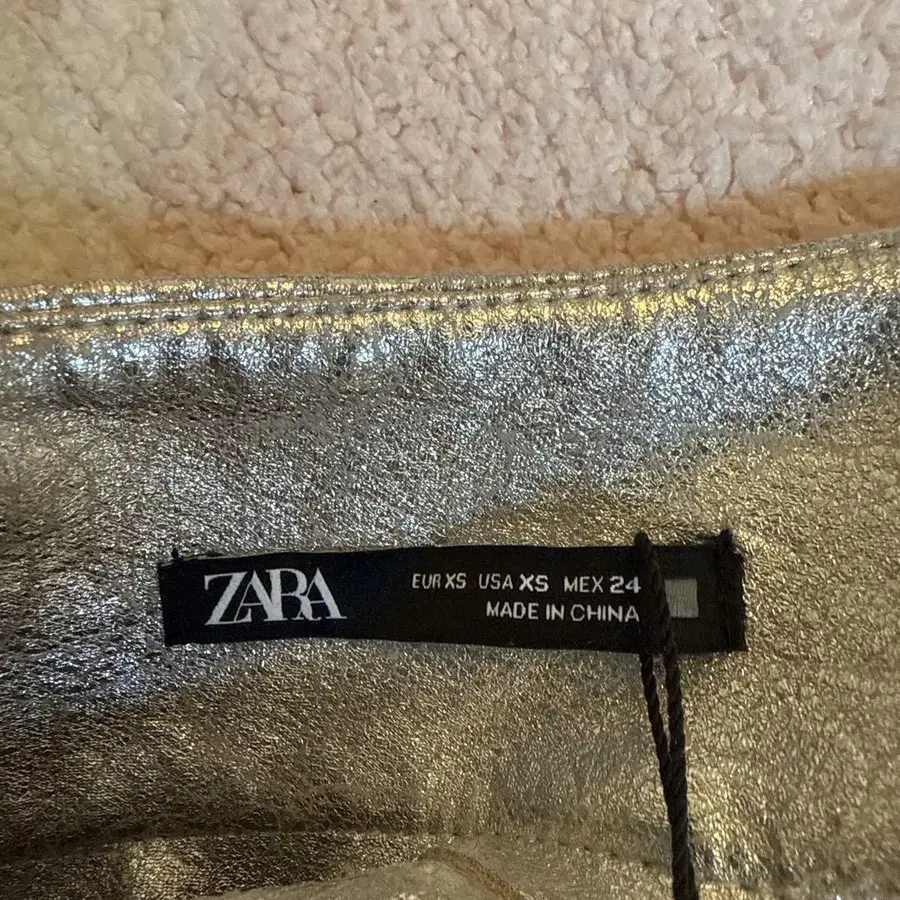 ZARA
EUR XS USA XS MEX 24
MADE IN CHINA